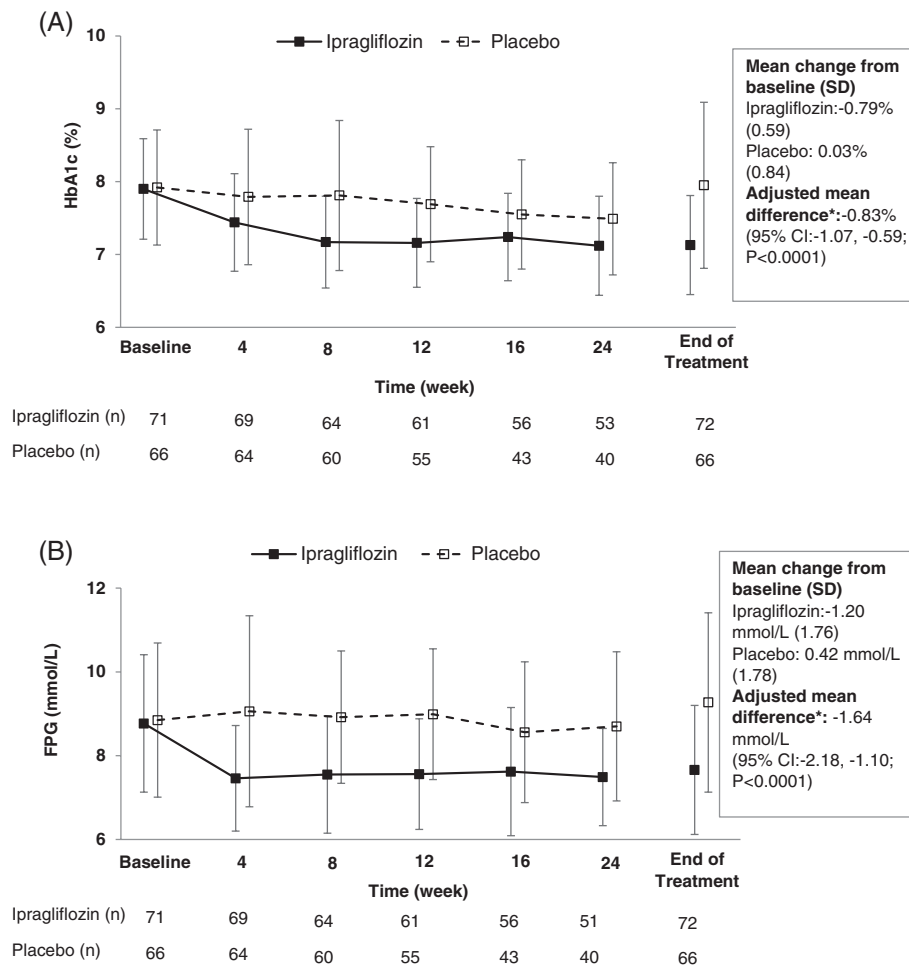 (A)
Ipragliflozin Placebo
HbA1c (%)
10
9
8
7
6
Baseline 4 8 12 16 24 End of
Treatment
Time (week)
Mean change from
baseline (SD)
Ipragliflozin:-0.79%
(0.59)
Placebo: 0.03%
(0.84)
Adjusted mean
difference*:-0.83%
(95% CI:-1.07, -0.59;
P<0.0001)
Ipragliflozin (n) 71 69 64 61 56 53 72
Placebo (n) 66 64 60 55 43 40 66
(B)
Ipragliflozin Placebo
FPG (mmol/L)
12
10
8
6
Baseline 4 8 12 16 24 End of
Treatment
Time (week)
Mean change from
baseline (SD)
Ipragliflozin:-1.20
mmol/L (1.76)
Placebo: 0.42 mmol/L
(1.78)
Adjusted mean
difference*: -1.64
mmol/L
(95% CI:-2.18, -1.10;
P<0.0001)
Ipragliflozin (n) 71 69 64 61 56 51 72
Placebo (n) 66 64 60 55 43 40 66